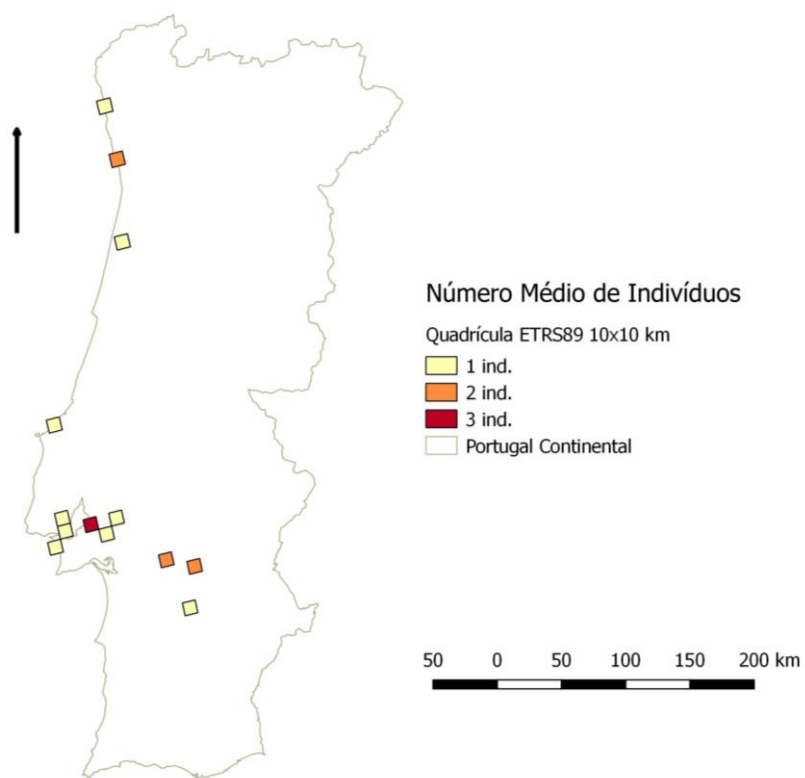 Número Médio de Indivíduos
Quadrícula ETRS89 10x10 km
1 ind.
2 ind.
3 ind.
Portugal Continental
50 0 50 100 150 200 km